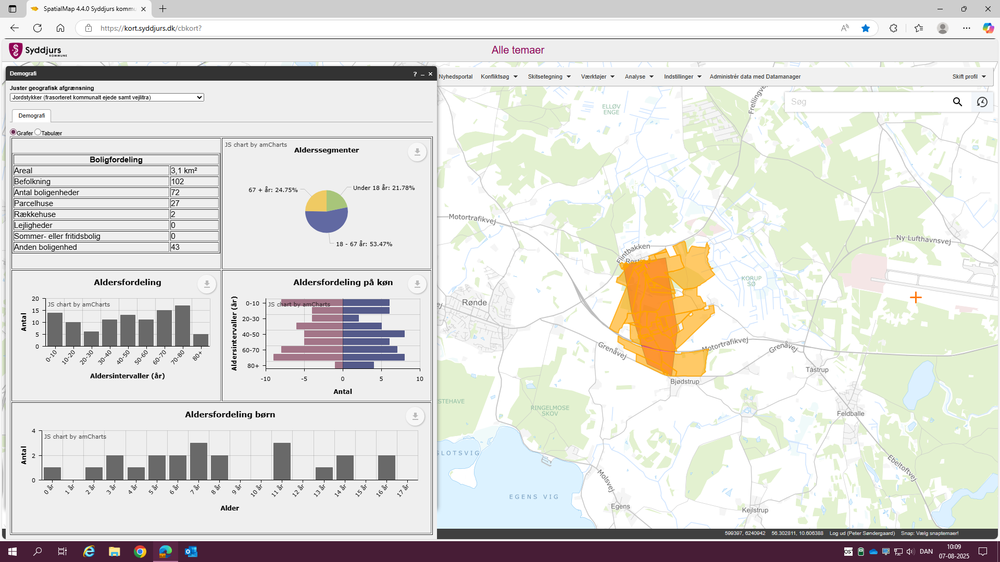 SpatialMap 4.4.0 Syddjurs kommu
https://kort.syddjurs.dk/cbkort?
Syddjurs
KOMMUNE
Alle temaer
Demografi
? _ ×
Nyhedsportal
Konfliktsøg
Skitsetegning
Værktøjer
Analyse
Indstillinger
Administrér data med Datamanager
Skift profil
Juster geografisk afgrænsning
Jordstykker (frasorteret kommunalt ejede samt vejlitra)
Søg
Demografi
Grafer Tabulær
Boligfordeling
Areal 3,1 km²
Befolkning 102
Antal boligenheder 72
Parcelhuse 27
Rækkehuse 2
Lejligheder 0
Sommer- eller fritidsbolig 0
Anden boligenhed 43
JS chart by amCharts
Alderssegmenter
67 + år: 24.75%
Under 18 år: 21.78%
18 - 67 år: 53.47%
Aldersfordeling
JS chart by amCharts
Antal
20
15
10
5
0
0-10 10-20 20-30 30-40 40-50 50-60 60-70 70-80 80+
Aldersintervaller (år)
Aldersfordeling på køn
JS chart by amCharts
Aldersintervaller (år)
0-10
20-30
40-50
60-70
80+
-10 -5 0 5 10
Antal
Aldersfordeling børn
JS chart by amCharts
Antal
4
2
0
0 år 1 år 2 år 3 år 4 år 5 år 6 år 7 år 8 år 9 år 10 år 11 år 12 år 13 år 14 år 15 år 16 år 17 år
Alder
ELLØV
ENGE
Frellingvej
Motortrafikvej
Ny Lufthavnsvej
Flintbakken
KORUP
SØ
Rønde
Grenåvej
Motortrafikvej
Grenåvej
Tåstrup
Bjødstrup
RINGELMOSE
SKOV
STEHAVE
Feldballe
SLOTSVIG
Ebeltoftvej
Molsvej
EGENS VIG
Egens
Kejlstrup
599397, 6240942
56.302811, 10.606388
Log ud (Peter Søndergaard)
Snap: Vælg snaptemaer!
DAN
10:09
07-08-2025